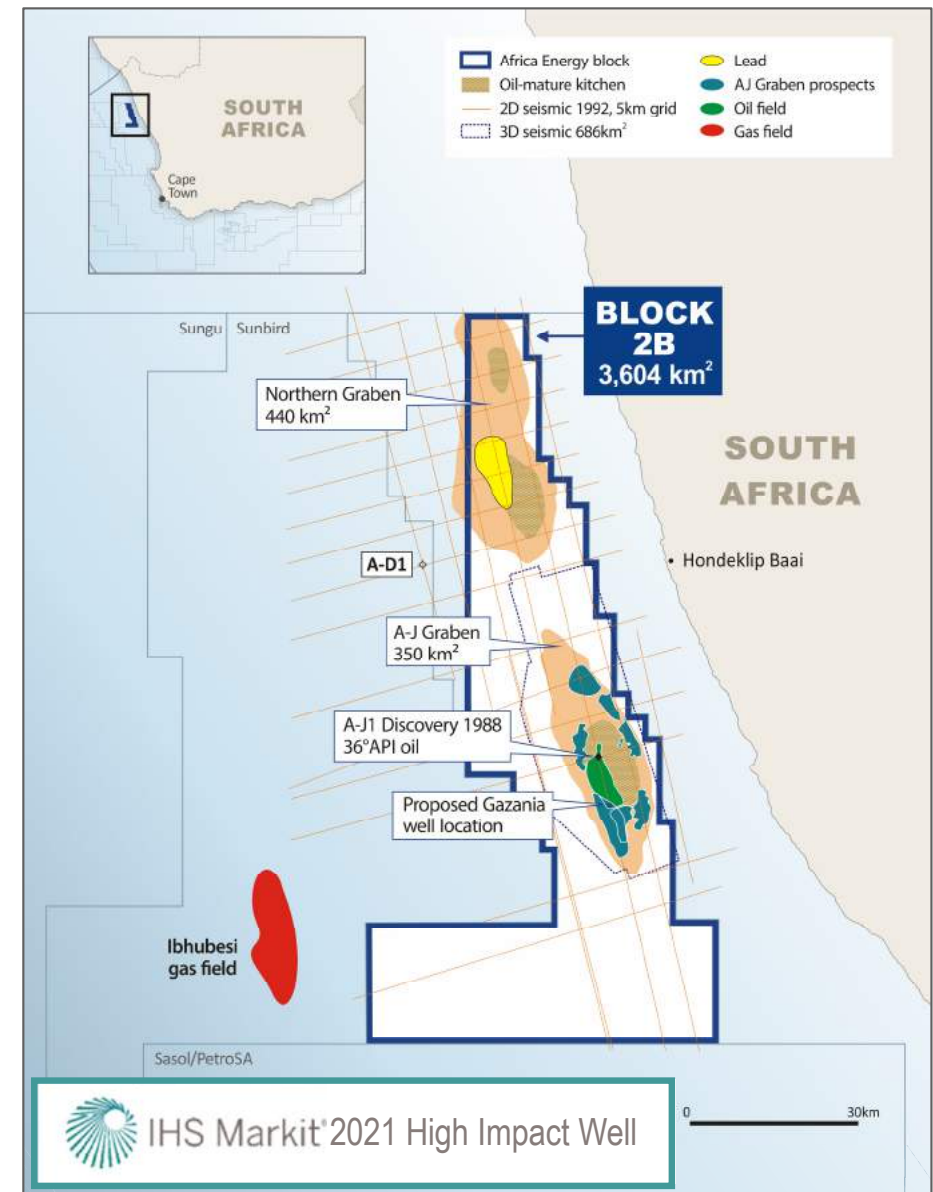 SOUTH
AFRICA
Cape
Town
Africa Energy block
Oil-mature kitchen
2D seismic 1992, 5km grid
3D seismic 686km²
Lead
AJ Graben prospects
Oil field
Gas field
Sungu
Sunbird
BLOCK
2B
3,604 km²
Northern Graben
440 km²
SOUTH
AFRICA
A-D1
Hondeklip Baai
A-J Graben
350 km²
A-J1 Discovery 1988
36°API oil
Proposed Gazania
well location
Ibhubesi
gas field
Sasol/PetroSA
IHS Markit® 2021 High Impact Well
0 30km